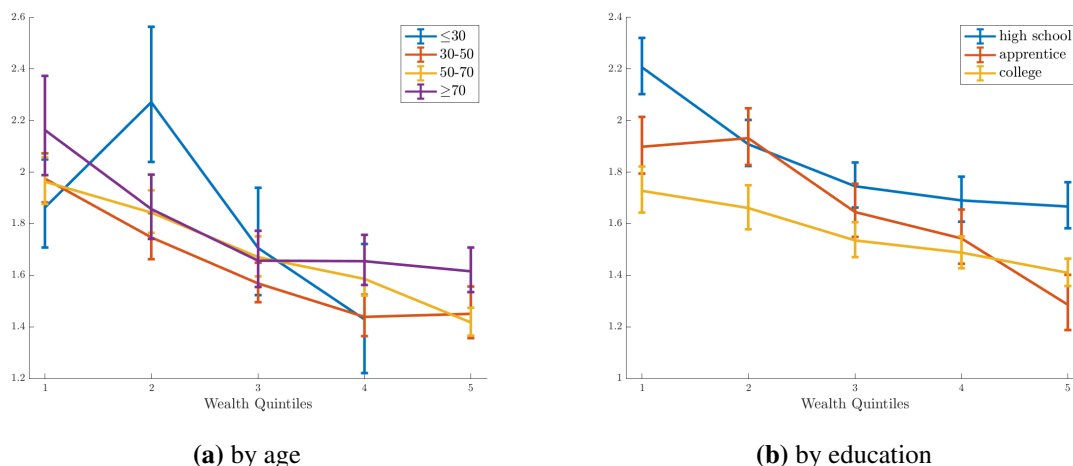 2.6
2.4
2.2
2
1.8
1.6
1.4
1.2
1 2 3 4 5
Wealth Quintiles
≤30
30-50
50-70
≥70
(a) by age
2.4
2.2
2
1.8
1.6
1.4
1.2
1
1 2 3 4 5
Wealth Quintiles
high school
apprentice
college
(b) by education